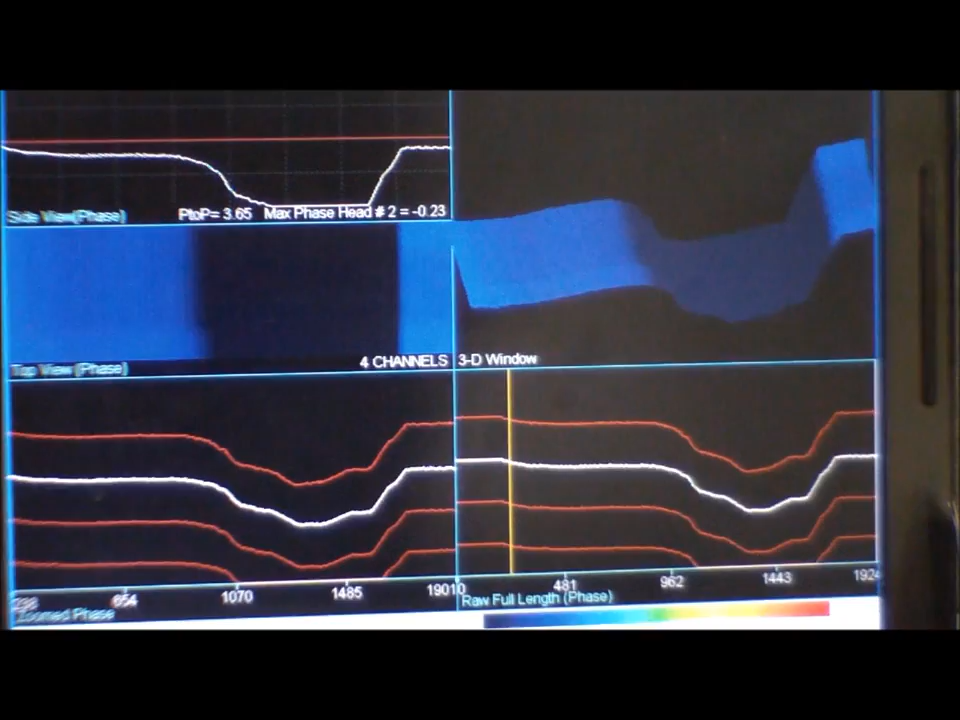 Side View(Phase) PtoP= 3.65 Max Phase Head # 2 = -0.23
Top View (Phase) 4 CHANNELS
3-D Window
298 654 1070 1485 1901
Zoomed Phase
0 481 962 1443 1924
Raw Full Length (Phase)